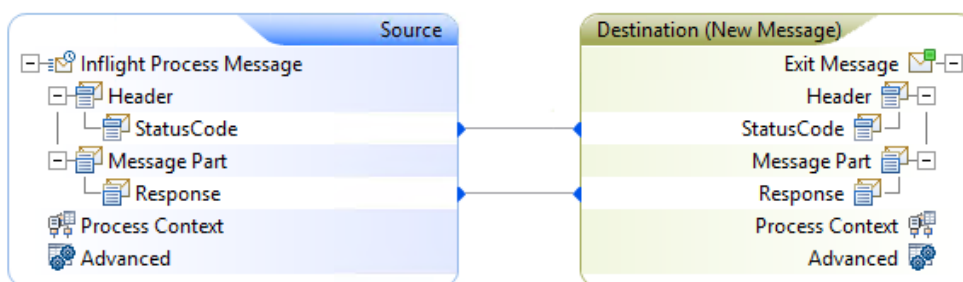 Source
Inflight Process Message
Header
StatusCode
Message Part
Response
Process Context
Advanced
Destination (New Message)
Exit Message
Header
StatusCode
Message Part
Response
Process Context
Advanced